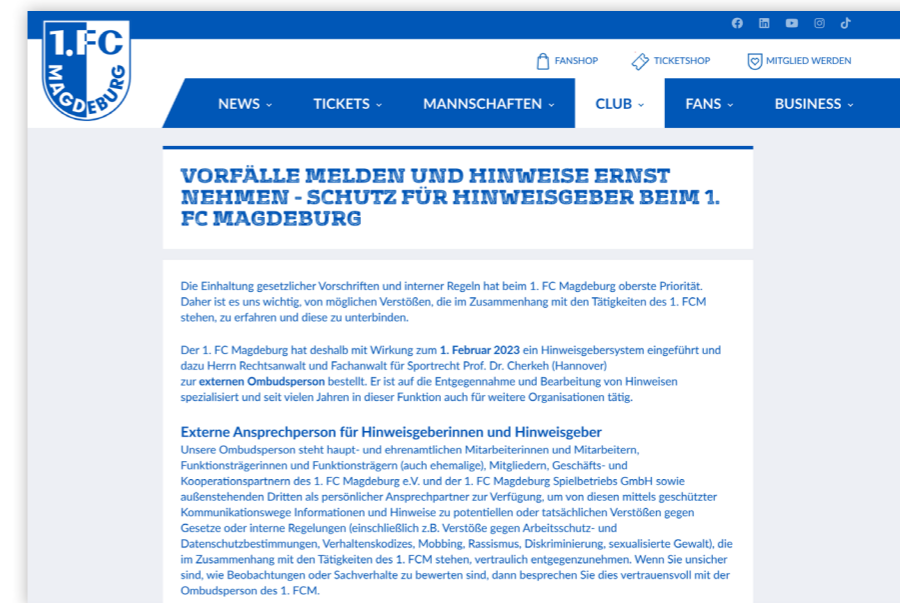 1.FC
MAGDEBURG
FANSHOP
TICKETSHOP
MITGLIED WERDEN
NEWS
TICKETS
MANNSCHAFTEN
CLUB
FANS
BUSINESS
VORFÄLLE MELDEN UND HINWEISE ERNST
NEHMEN - SCHUTZ FÜR HINWEISGEBER BEIM 1.
FC MAGDEBURG
Die Einhaltung gesetzlicher Vorschriften und interner Regeln hat beim 1. FC Magdeburg oberste Priorität.
Daher ist es uns wichtig, von möglichen Verstößen, die im Zusammenhang mit den Tätigkeiten des 1. FCM
stehen, zu erfahren und diese zu unterbinden.
Der 1. FC Magdeburg hat deshalb mit Wirkung zum 1. Februar 2023 ein Hinweisgebersystem eingeführt und
dazu Herrn Rechtsanwalt und Fachanwalt für Sportrecht Prof. Dr. Cherkeh (Hannover)
zur externen Ombudsperson bestellt. Er ist auf die Entgegennahme und Bearbeitung von Hinweisen
spezialisiert und seit vielen Jahren in dieser Funktion auch für weitere Organisationen tätig.
Externe Ansprechperson für Hinweisgeberinnen und Hinweisgeber
Unsere Ombudsperson steht haupt- und ehrenamtlichen Mitarbeiterinnen und Mitarbeitern,
Funktionsträgerinnen und Funktionsträgern (auch ehemalige), Mitgliedern, Geschäfts- und
Kooperationspartnern des 1. FC Magdeburg e.V. und der 1. FC Magdeburg Spielbetriebs GmbH sowie
außenstehenden Dritten als persönlicher Ansprechpartner zur Verfügung, um von diesen mittels geschützter
Kommunikationswege Informationen und Hinweise zu potentiellen oder tatsächlichen Verstößen gegen
Gesetze oder interne Regelungen (einschließlich z.B. Verstöße gegen Arbeitsschutz- und
Datenschutzbestimmungen, Verhaltenskodizes, Mobbing, Rassismus, Diskriminierung, sexualisierte Gewalt), die
im Zusammenhang mit den Tätigkeiten des 1. FCM stehen, vertraulich entgegenzunehmen. Wenn Sie unsicher
sind, wie Beobachtungen oder Sachverhalte zu bewerten sind, dann besprechen Sie dies vertrauensvoll mit der
Ombudsperson des 1. FCM.